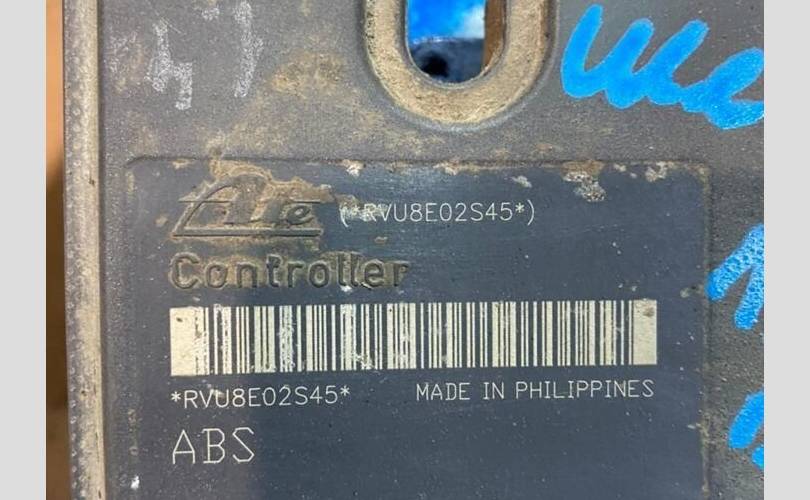 Ate (*RVU8E02S45*)
Controller
*RVU8E02S45* MADE IN PHILIPPINES
ABS